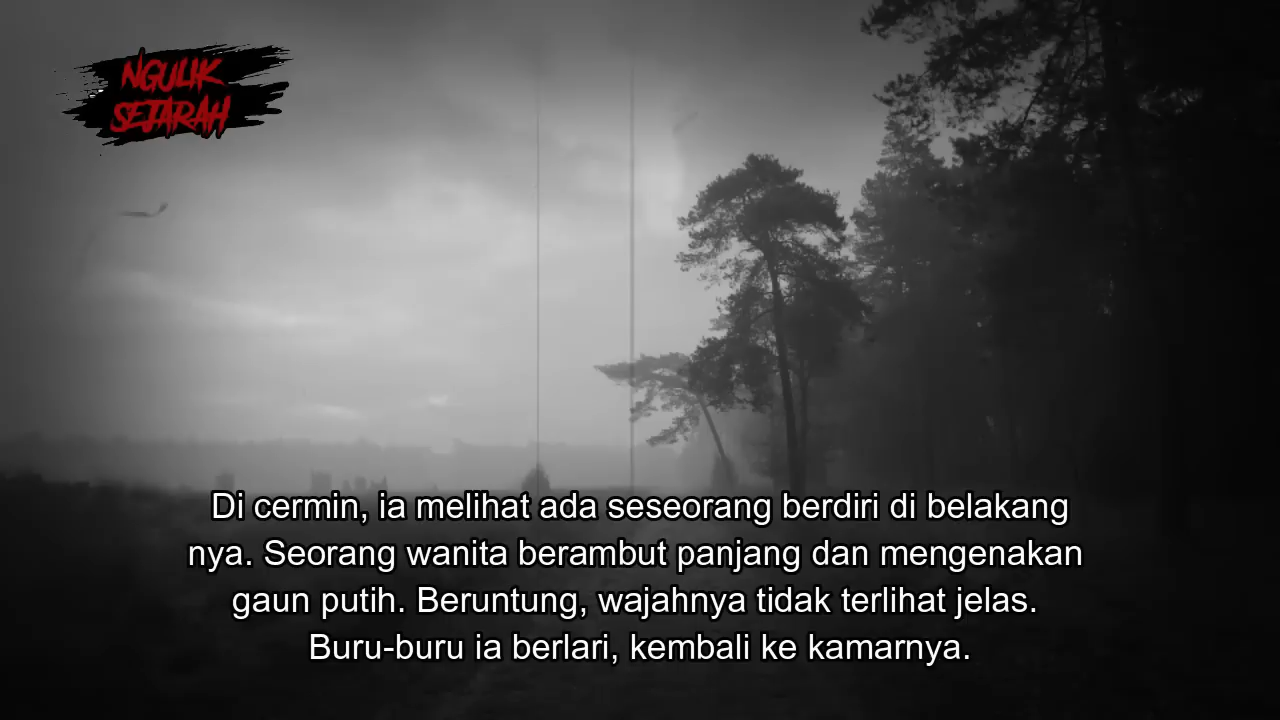 NGULIK
SEJARAH
Di cermin, ia melihat ada seseorang berdiri di belakang
nya. Seorang wanita berambut panjang dan mengenakan
gaun putih. Beruntung, wajahnya tidak terlihat jelas.
Buru-buru ia berlari, kembali ke kamarnya.